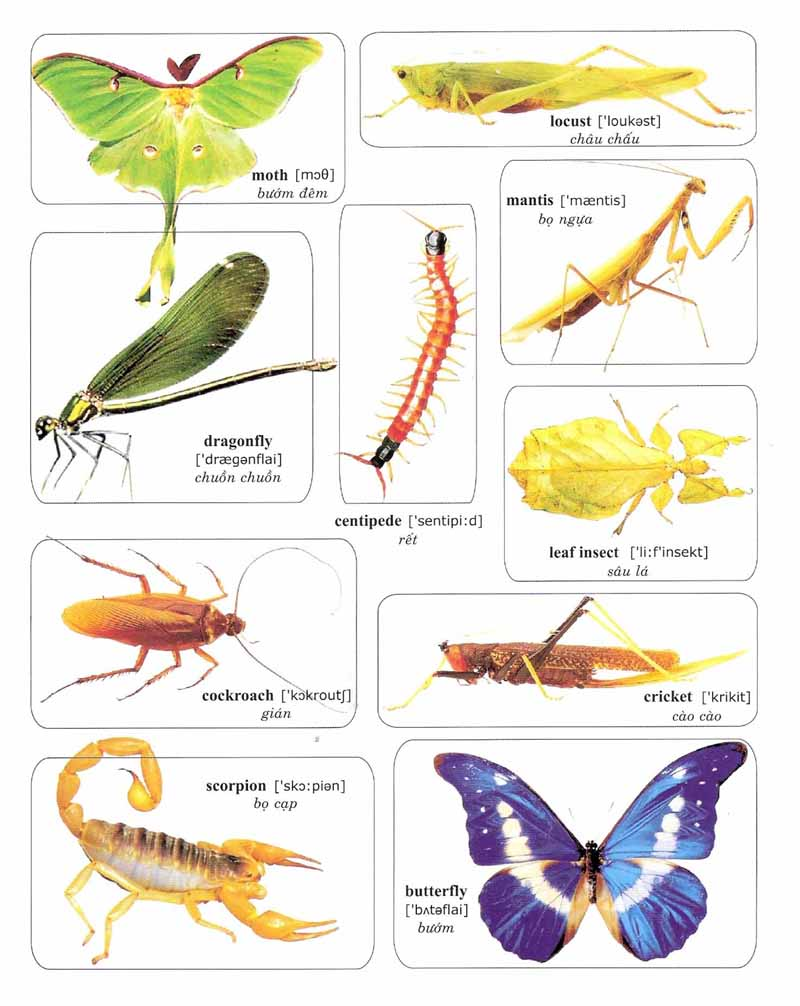 moth [mɔθ]
bướm đêm
locust ['loukəst]
châu chấu
mantis ['mæntis]
bọ ngựa
dragonfly
['drægənflai]
chuồn chuồn
centipede ['sentipi:d]
rết
leaf insect ['li:f'insekt]
sâu lá
cockroach ['kɔkroutʃ]
gián
cricket ['krikit]
cào cào
scorpion ['skɔ:piən]
bọ cạp
butterfly
['bʌtəflai]
bướm